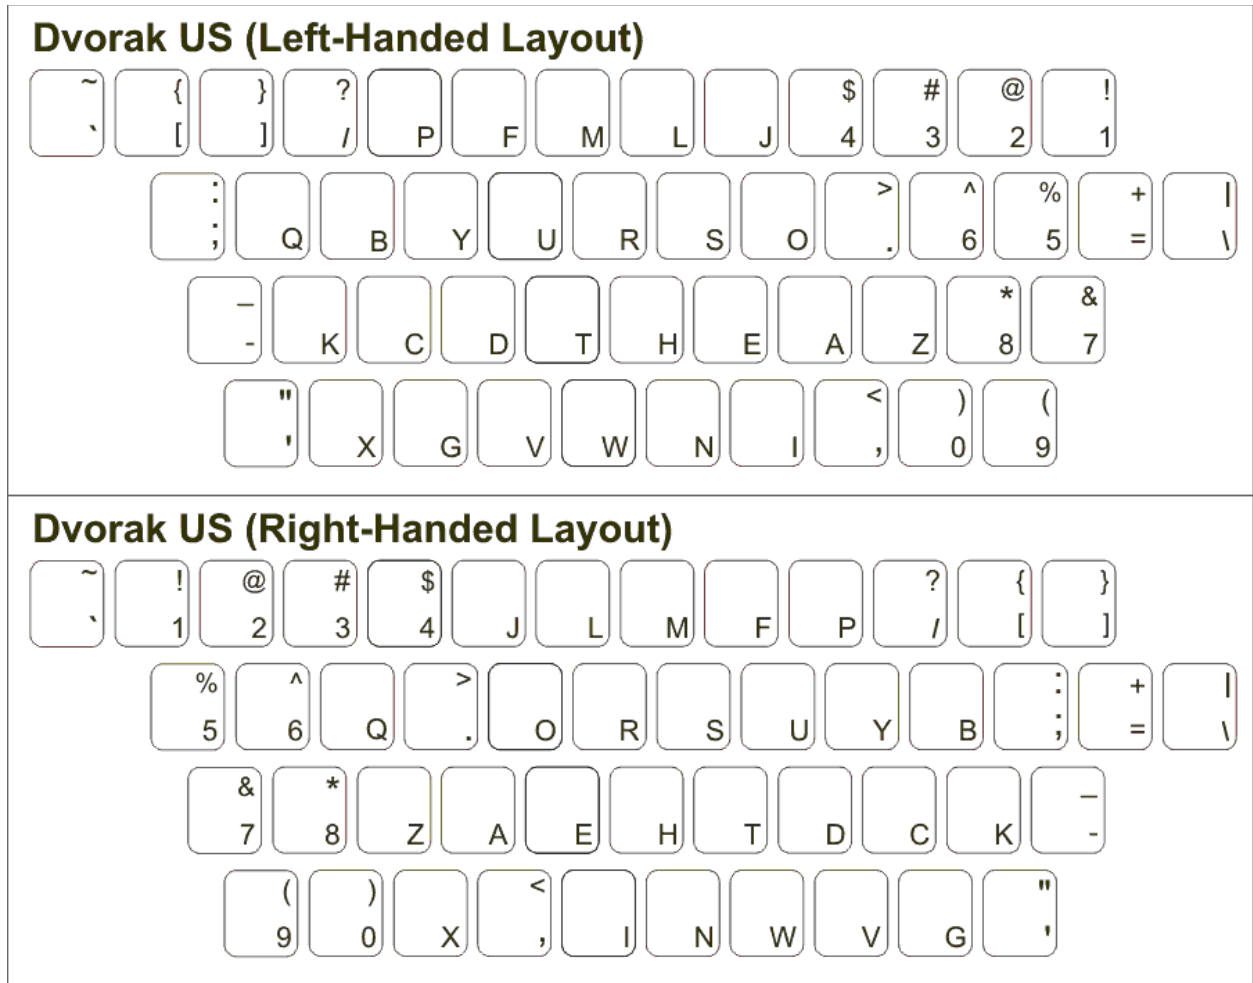 Dvorak US (Left-Handed Layout)
~ { } ? $ # @ !
` [ ] / P F M L J 4 3 2 1
: > ^ % + |
; Q B Y U R S O . 6 5 = \
_ * &
- K C D T H E A Z 8 7
" < ) (
' X G V W N I , 0 9
Dvorak US (Right-Handed Layout)
~ ! @ # $ ? { }
` 1 2 3 4 J L M F P / [ ]
% ^ > : + |
5 6 Q . O R S U Y B ; = \
& * _
7 8 Z A E H T D C K -
( ) < "
9 0 X , I N W V G '